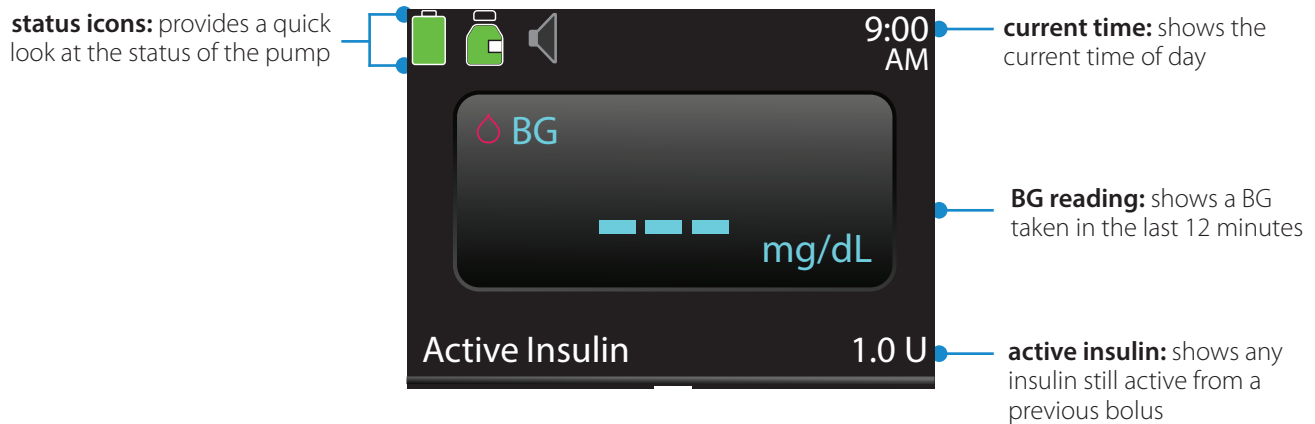 status icons: provides a quick
look at the status of the pump
9:00
AM
current time: shows the
current time of day
BG
--- 
mg/dL
BG reading: shows a BG
taken in the last 12 minutes
Active Insulin
1.0 U
active insulin: shows any
insulin still active from a
previous bolus